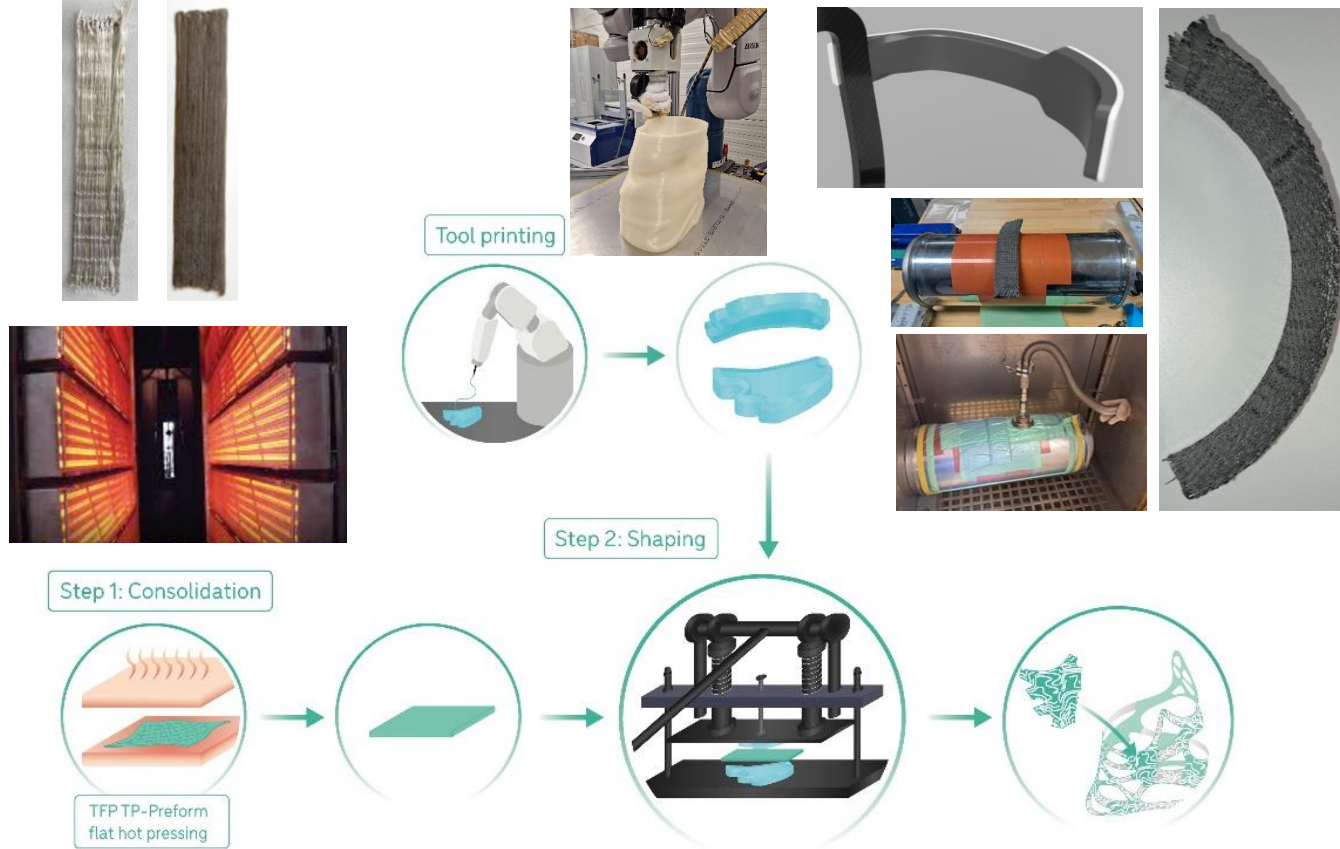 Tool printing
Step 2: Shaping
Step 1: Consolidation
TFP TP-Preform
flat hot pressing